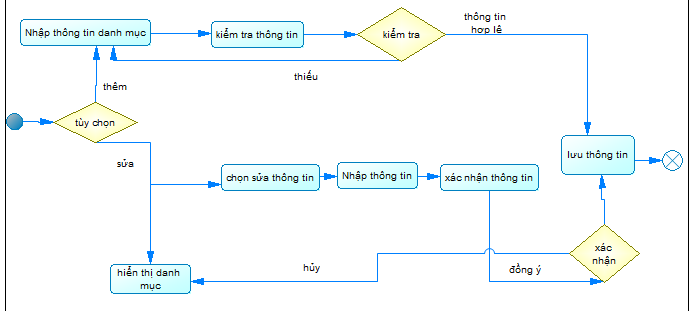 thông tin
hơp lê
Nhập thông tin danh mục
kiểm tra thông tin
kiểm tra
thiếu
thêm
tùy chọn
sửa
lưu thông tin
chọn sửa thông tin
Nhập thông tin
xác nhận thông tin
xác
nhận
hủy
đồng ý
hiển thị danh
mục